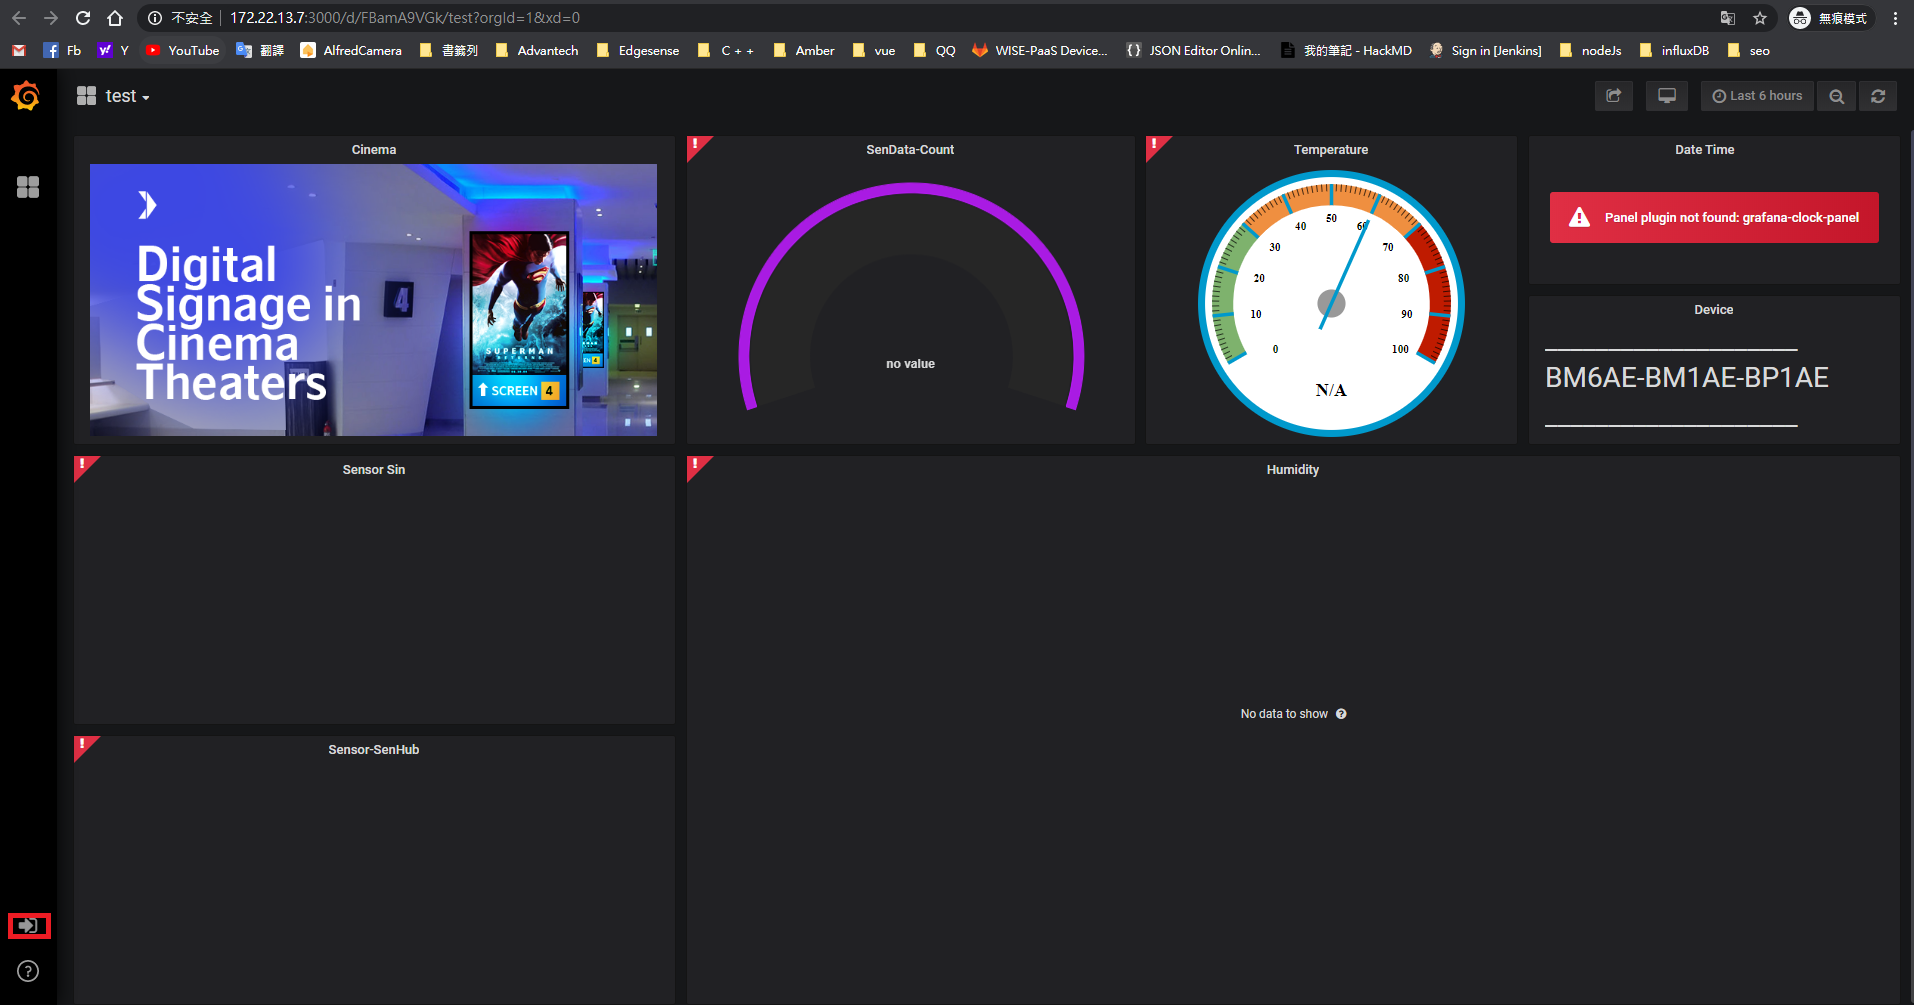 不安全 172.22.13.7:3000/d/FBamA9VGk/test?orgId=1&xd=0 無痕模式
Fb Y YouTube 翻譯 AlfredCamera 書籤列 Advantech Edgesense C + + Amber vue QQ WISE-PaaS Device... JSON Editor Onlin... 我的筆記 - HackMD Sign in [Jenkins] nodeJs influxDB seo
test Last 6 hours
Cinema
Digital
Signage in
Cinema
Theaters
4
SUPERMAN
RETURNS
SCREEN 4
SenData-Count
no value
Temperature
0 10 20 30 40 50 60 70 80 90 100
N/A
Date Time
Panel plugin not found: grafana-clock-panel
Device
BM6AE-BM1AE-BP1AE
Sensor Sin
Humidity
No data to show
Sensor-SenHub